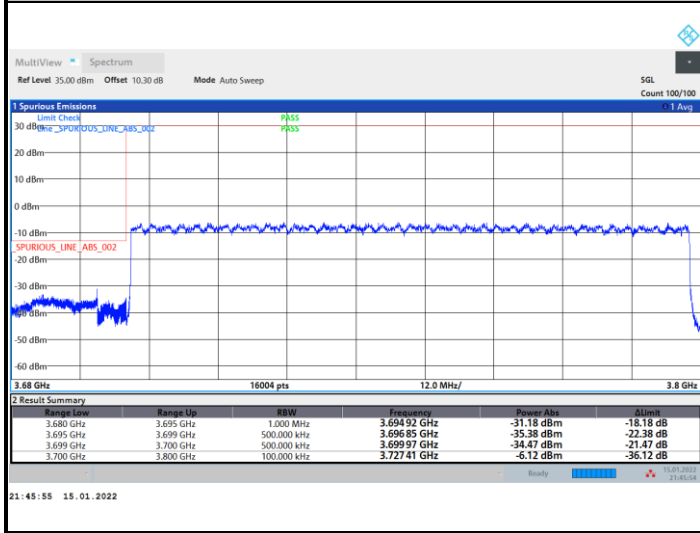 MultiView Spectrum
Ref Level 35.00 dBm Offset 10.30 dB Mode Auto Sweep SGL
Count 100/100
1 Spurious Emissions 1 Avg
Limit Check PASS
30 dBm Line _SPURIOUS_LINE_ABS_002 PASS
20 dBm
10 dBm
0 dBm
-10 dBm
_SPURIOUS_LINE_ABS_002
-20 dBm
-30 dBm
-40 dBm
-50 dBm
-60 dBm
3.68 GHz 16004 pts 12.0 MHz/ 3.8 GHz
2 Result Summary
Range Low Range Up RBW Frequency Power Abs ΔLimit
3.680 GHz 3.695 GHz 1.000 MHz 3.694 92 GHz -31.18 dBm -18.18 dB
3.695 GHz 3.699 GHz 500.000 kHz 3.696 85 GHz -35.38 dBm -22.38 dB
3.699 GHz 3.700 GHz 500.000 kHz 3.699 97 GHz -34.47 dBm -21.47 dB
3.700 GHz 3.800 GHz 100.000 kHz 3.727 41 GHz -6.12 dBm -36.12 dB
Ready 15.01.2022
21:45:54
21:45:55 15.01.2022